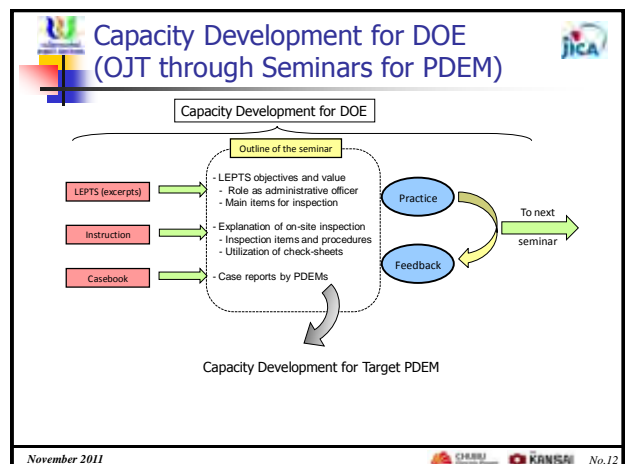 Capacity Development for DOE
(OJT through Seminars for PDEM)
jICA
Capacity Development for DOE
Outline of the seminar
LEPTS (excerpts)
- LEPTS objectives and value
- Role as administrative officer
- Main items for inspection
Instruction
- Explanation of on-site inspection
- Inspection items and procedures
- Utilization of check-sheets
Casebook
- Case reports by PDEMs
Practice
Feedback
To next
seminar
Capacity Development for Target PDEM
November 2011
CHUBU
KANSAI
No.12